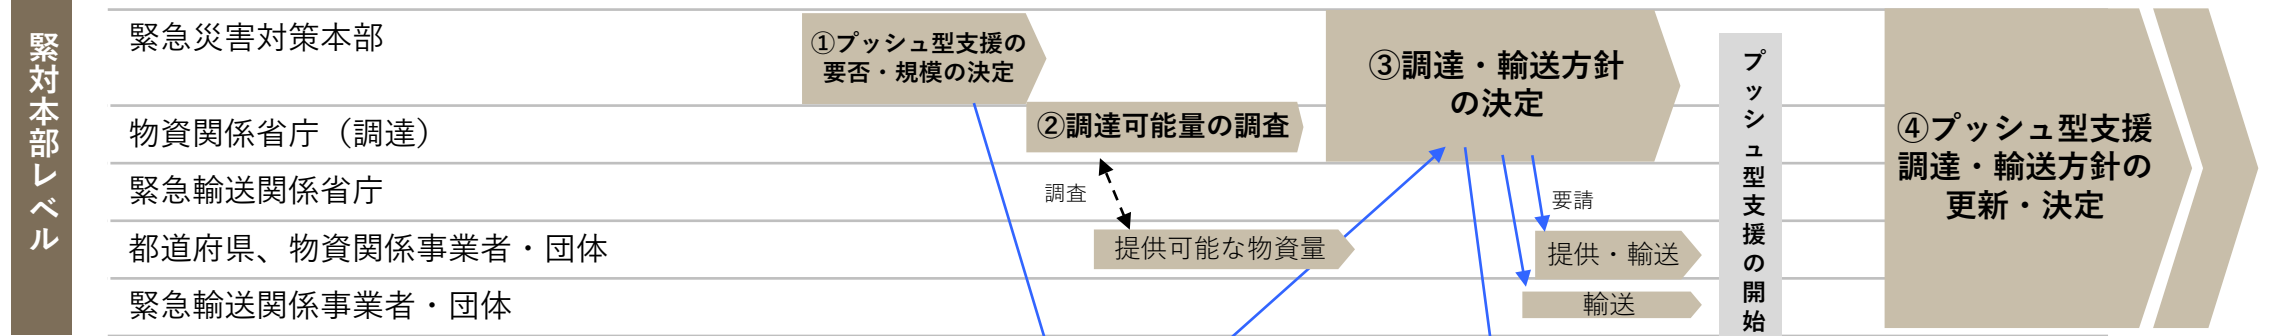 緊対本部レベル
緊急災害対策本部
物資関係省庁（調達）
緊急輸送関係省庁
都道府県、物資関係事業者・団体
緊急輸送関係事業者・団体
①プッシュ型支援の
要否・規模の決定
②調達可能量の調査
調査
提供可能な物資量
③調達・輸送方針
の決定
要請
提供・輸送
輸送
プッシュ型支援の開始
④プッシュ型支援
調達・輸送方針の
更新・決定